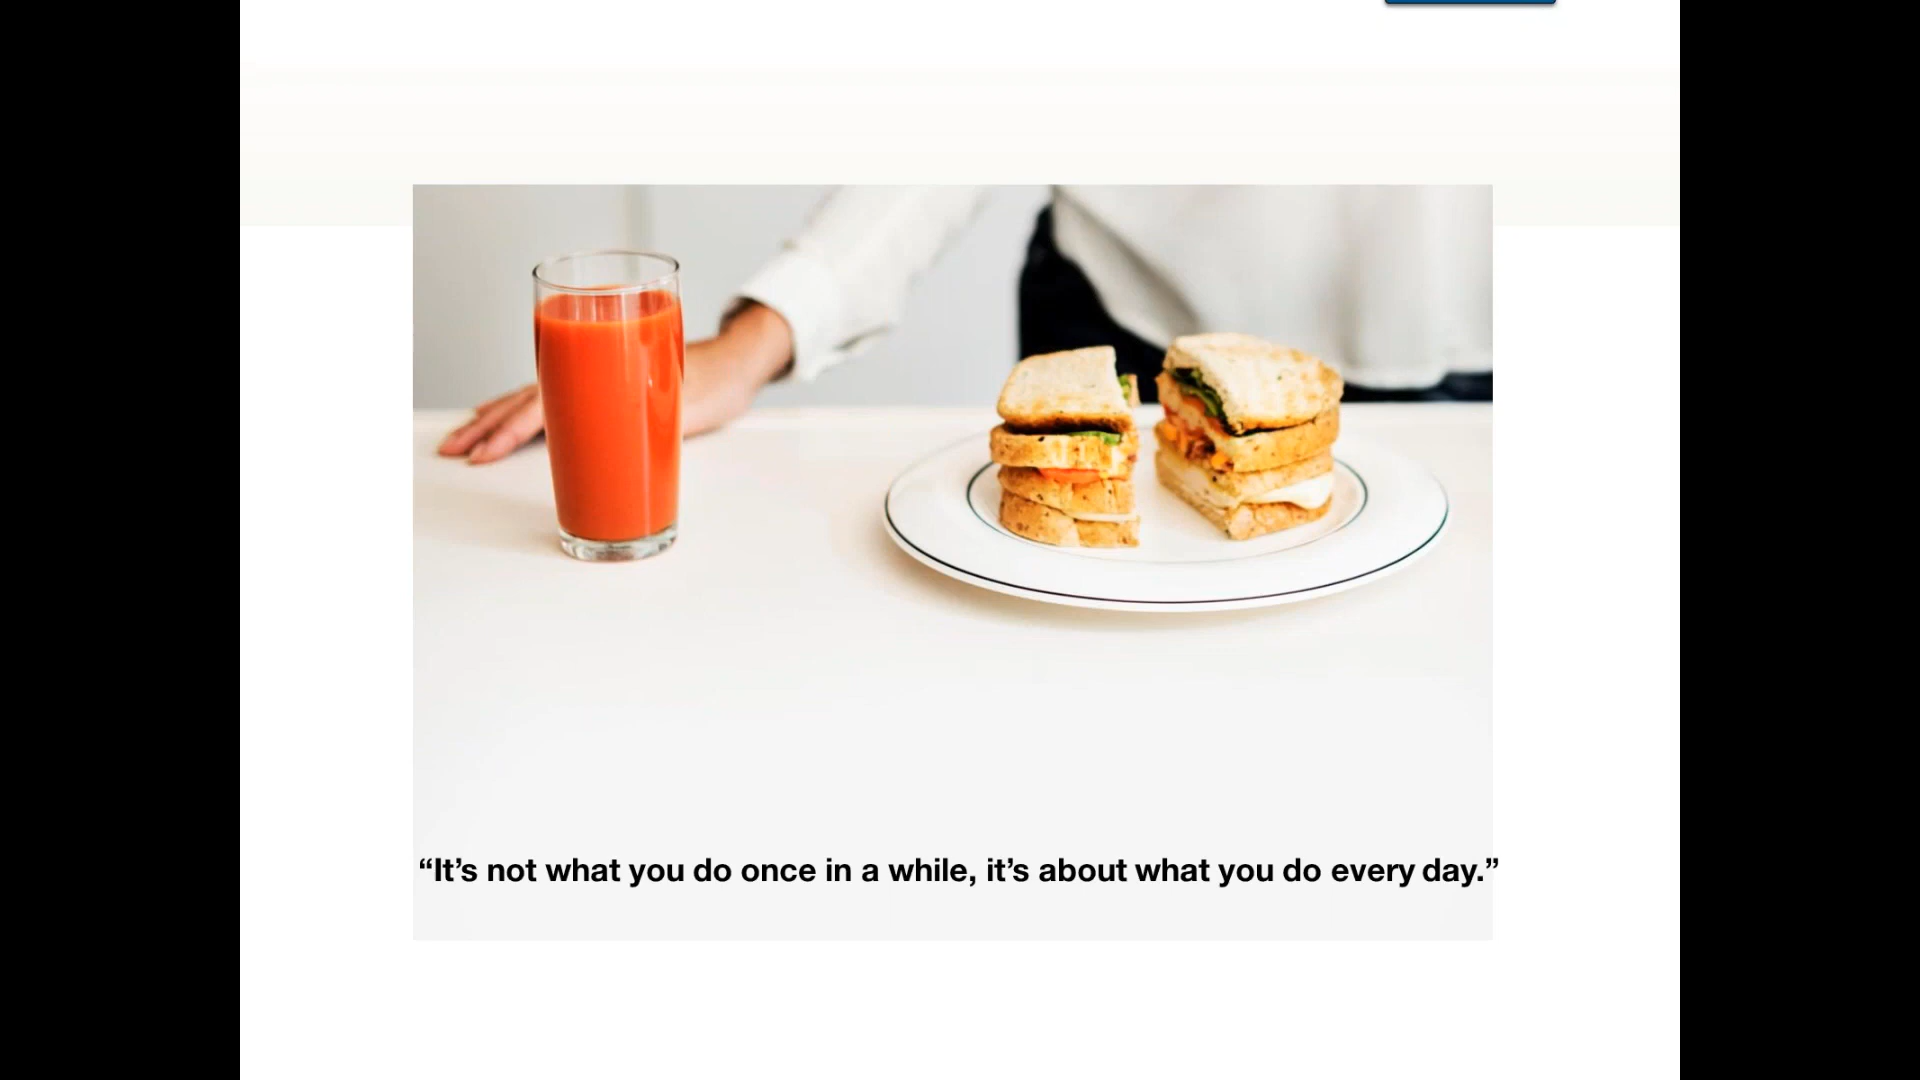 “It’s not what you do once in a while, it’s about what you do every day.”